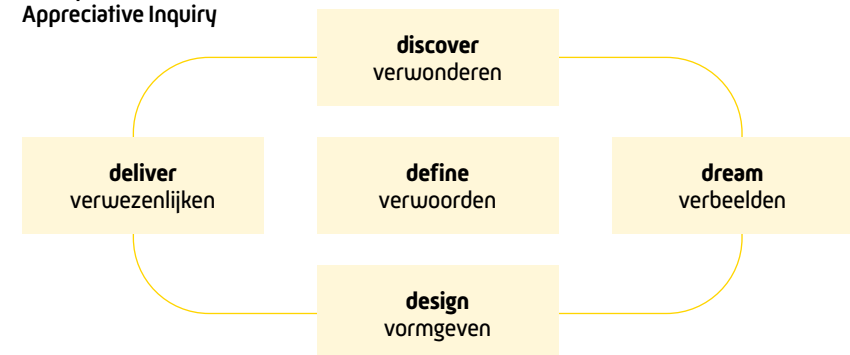 Appreciative Inquiry
discover
verwonderen
deliver
verwezenlijken
define
verwoorden
dream
verbeelden
design
vormgeven